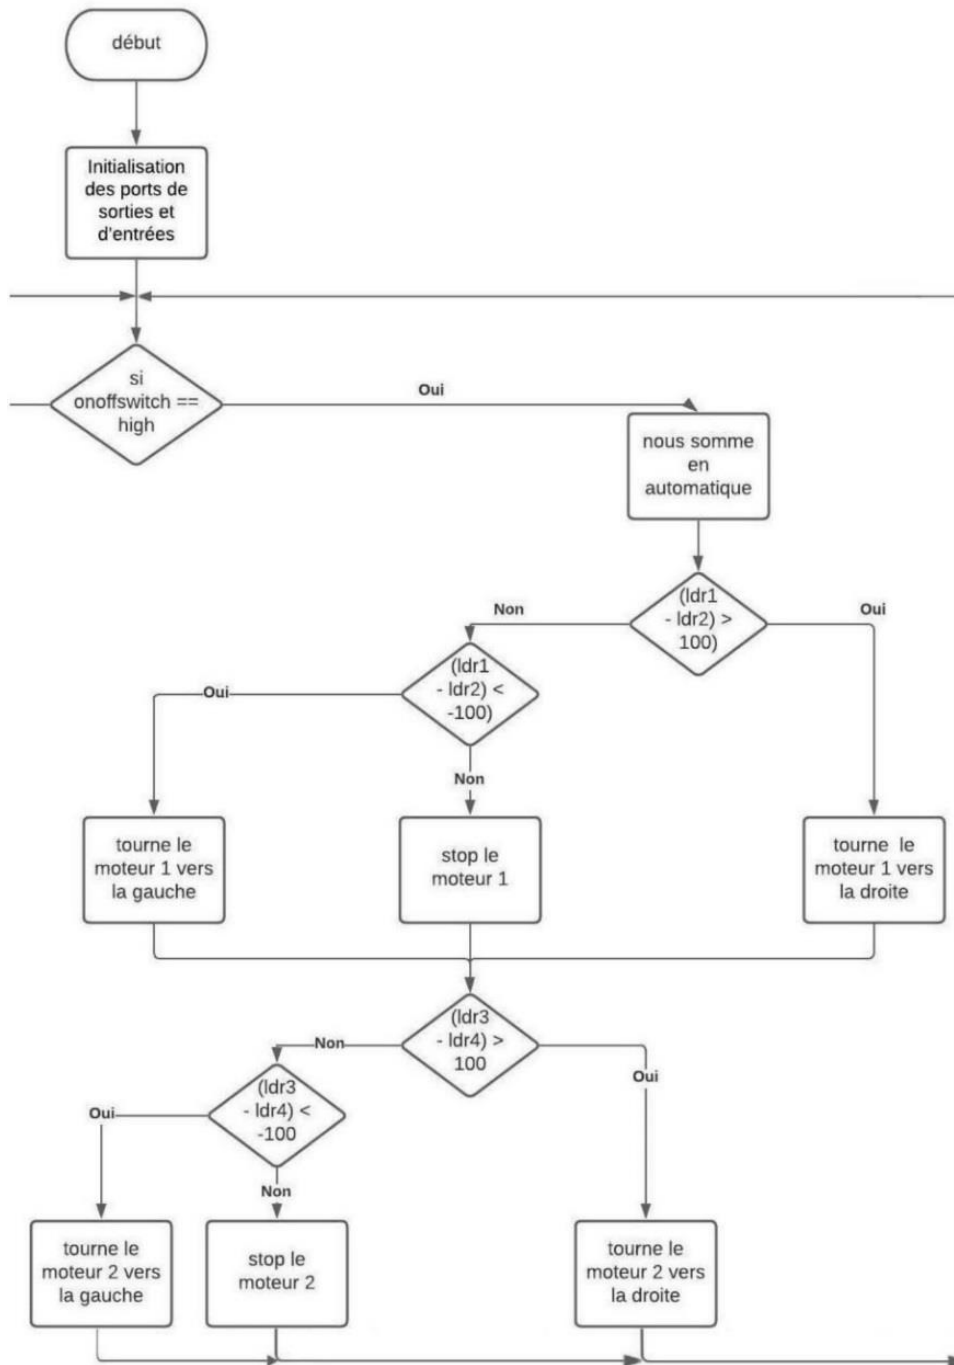 début
Initialisation
des ports de
sorties et
d'entrées
si
onoffswitch ==
high
Oui
nous somme
en
automatique
(ldr1
- ldr2) >
100)
Non
Oui
(ldr1
- ldr2) <
-100)
Oui
Non
tourne le
moteur 1 vers
la gauche
stop le
moteur 1
tourne le
moteur 1 vers
la droite
(ldr3
- ldr4) >
100
Non
Oui
(ldr3
- ldr4) <
-100
Oui
Non
tourne le
moteur 2 vers
la gauche
stop le
moteur 2
tourne le
moteur 2 vers
la droite